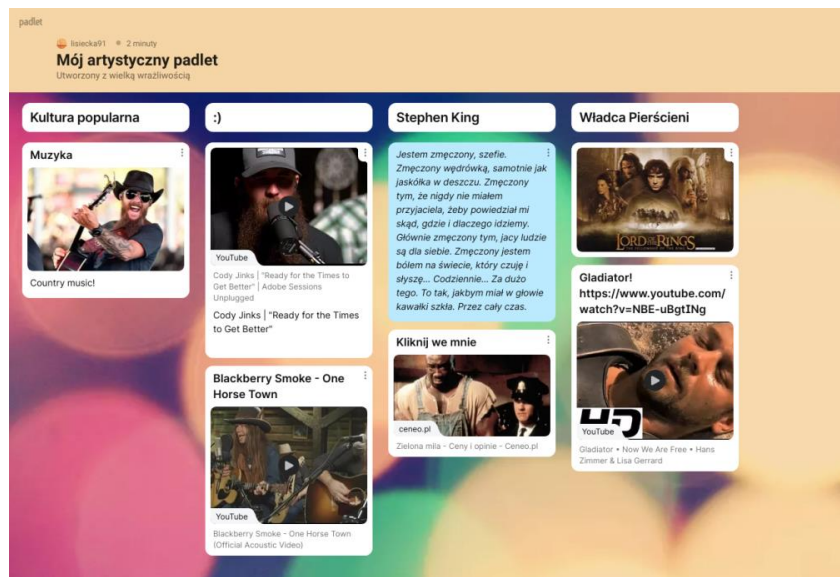 padlet
lisiecka91 • 2 minuty
Mój artystyczny padlet
Utworzony z wielką wrażliwością
Kultura popularna
Muzyka
Country music!
:)
YouTube
Cody Jinks | "Ready for the Times to
Get Better" | Adobe Sessions
Unplugged
Cody Jinks | "Ready for the Times
to Get Better"
Blackberry Smoke - One
Horse Town
YouTube
Blackberry Smoke - One Horse Town
(Official Acoustic Video)
Stephen King
Jestem zmęczony, szefie.
Zmęczony wędrówką, samotnie jak
jaskółka w deszczu. Zmęczony
tym, że nigdy nie miałem
przyjaciela, żeby powiedział mi
skąd, gdzie i dlaczego idziemy.
Głównie zmęczony tym, jacy ludzie
są dla siebie. Zmęczony jestem
bólem na świecie, który czuję i
słyszę... Codziennie... Za dużo
tego. To tak, jakbym miał w głowie
kawałki szkła. Przez cały czas.
Kliknij we mnie
ceneo.pl
Zielona mila - Ceny i opinie - Ceneo.pl
Władca Pierścieni
THE LORD OF THE RINGS
Gladiator!
https://www.youtube.com/
watch?v=NBE-uBgtINg
HD
YouTube
Gladiator • Now We Are Free • Hans
Zimmer & Lisa Gerrard